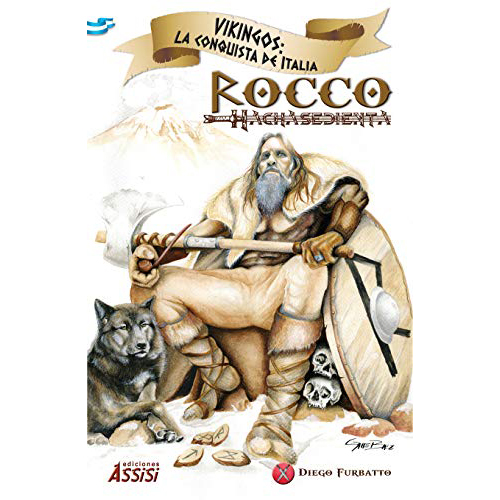 VIKINGOS:
LA CONQUISTA DE ITALIA
ROCCO
HACHASEDIENTA
ediciones
ASSISI
X DIEGO FURBATTO